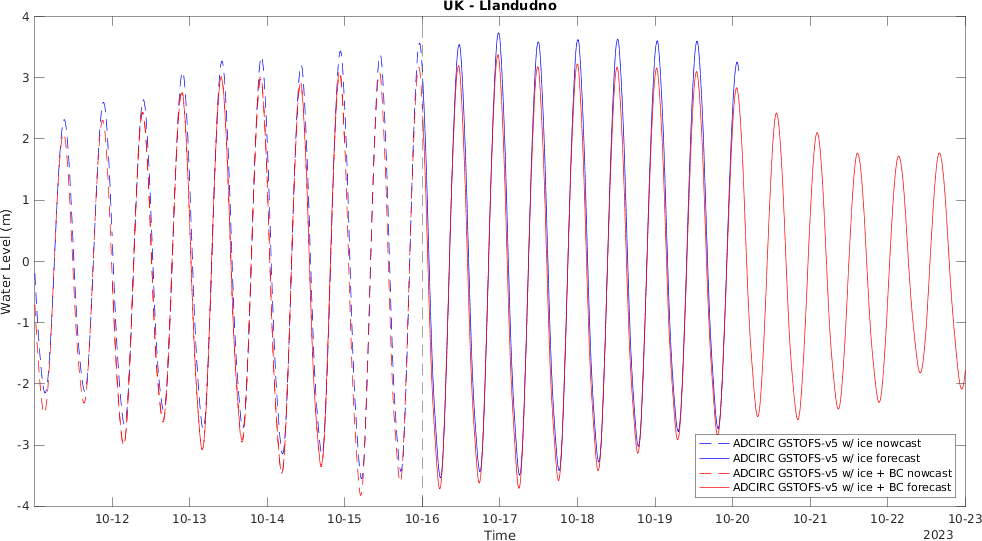 UK - Llandudno
4
3
2
1
0
-1
-2
-3
-4
Water Level (m)
ADCIRC GSTOFS-v5 w/ ice nowcast
ADCIRC GSTOFS-v5 w/ ice forecast
ADCIRC GSTOFS-v5 w/ ice + BC nowcast
ADCIRC GSTOFS-v5 w/ ice + BC forecast
10-12 10-13 10-14 10-15 10-16 10-17 10-18 10-19 10-20 10-21 10-22 10-23
Time
2023